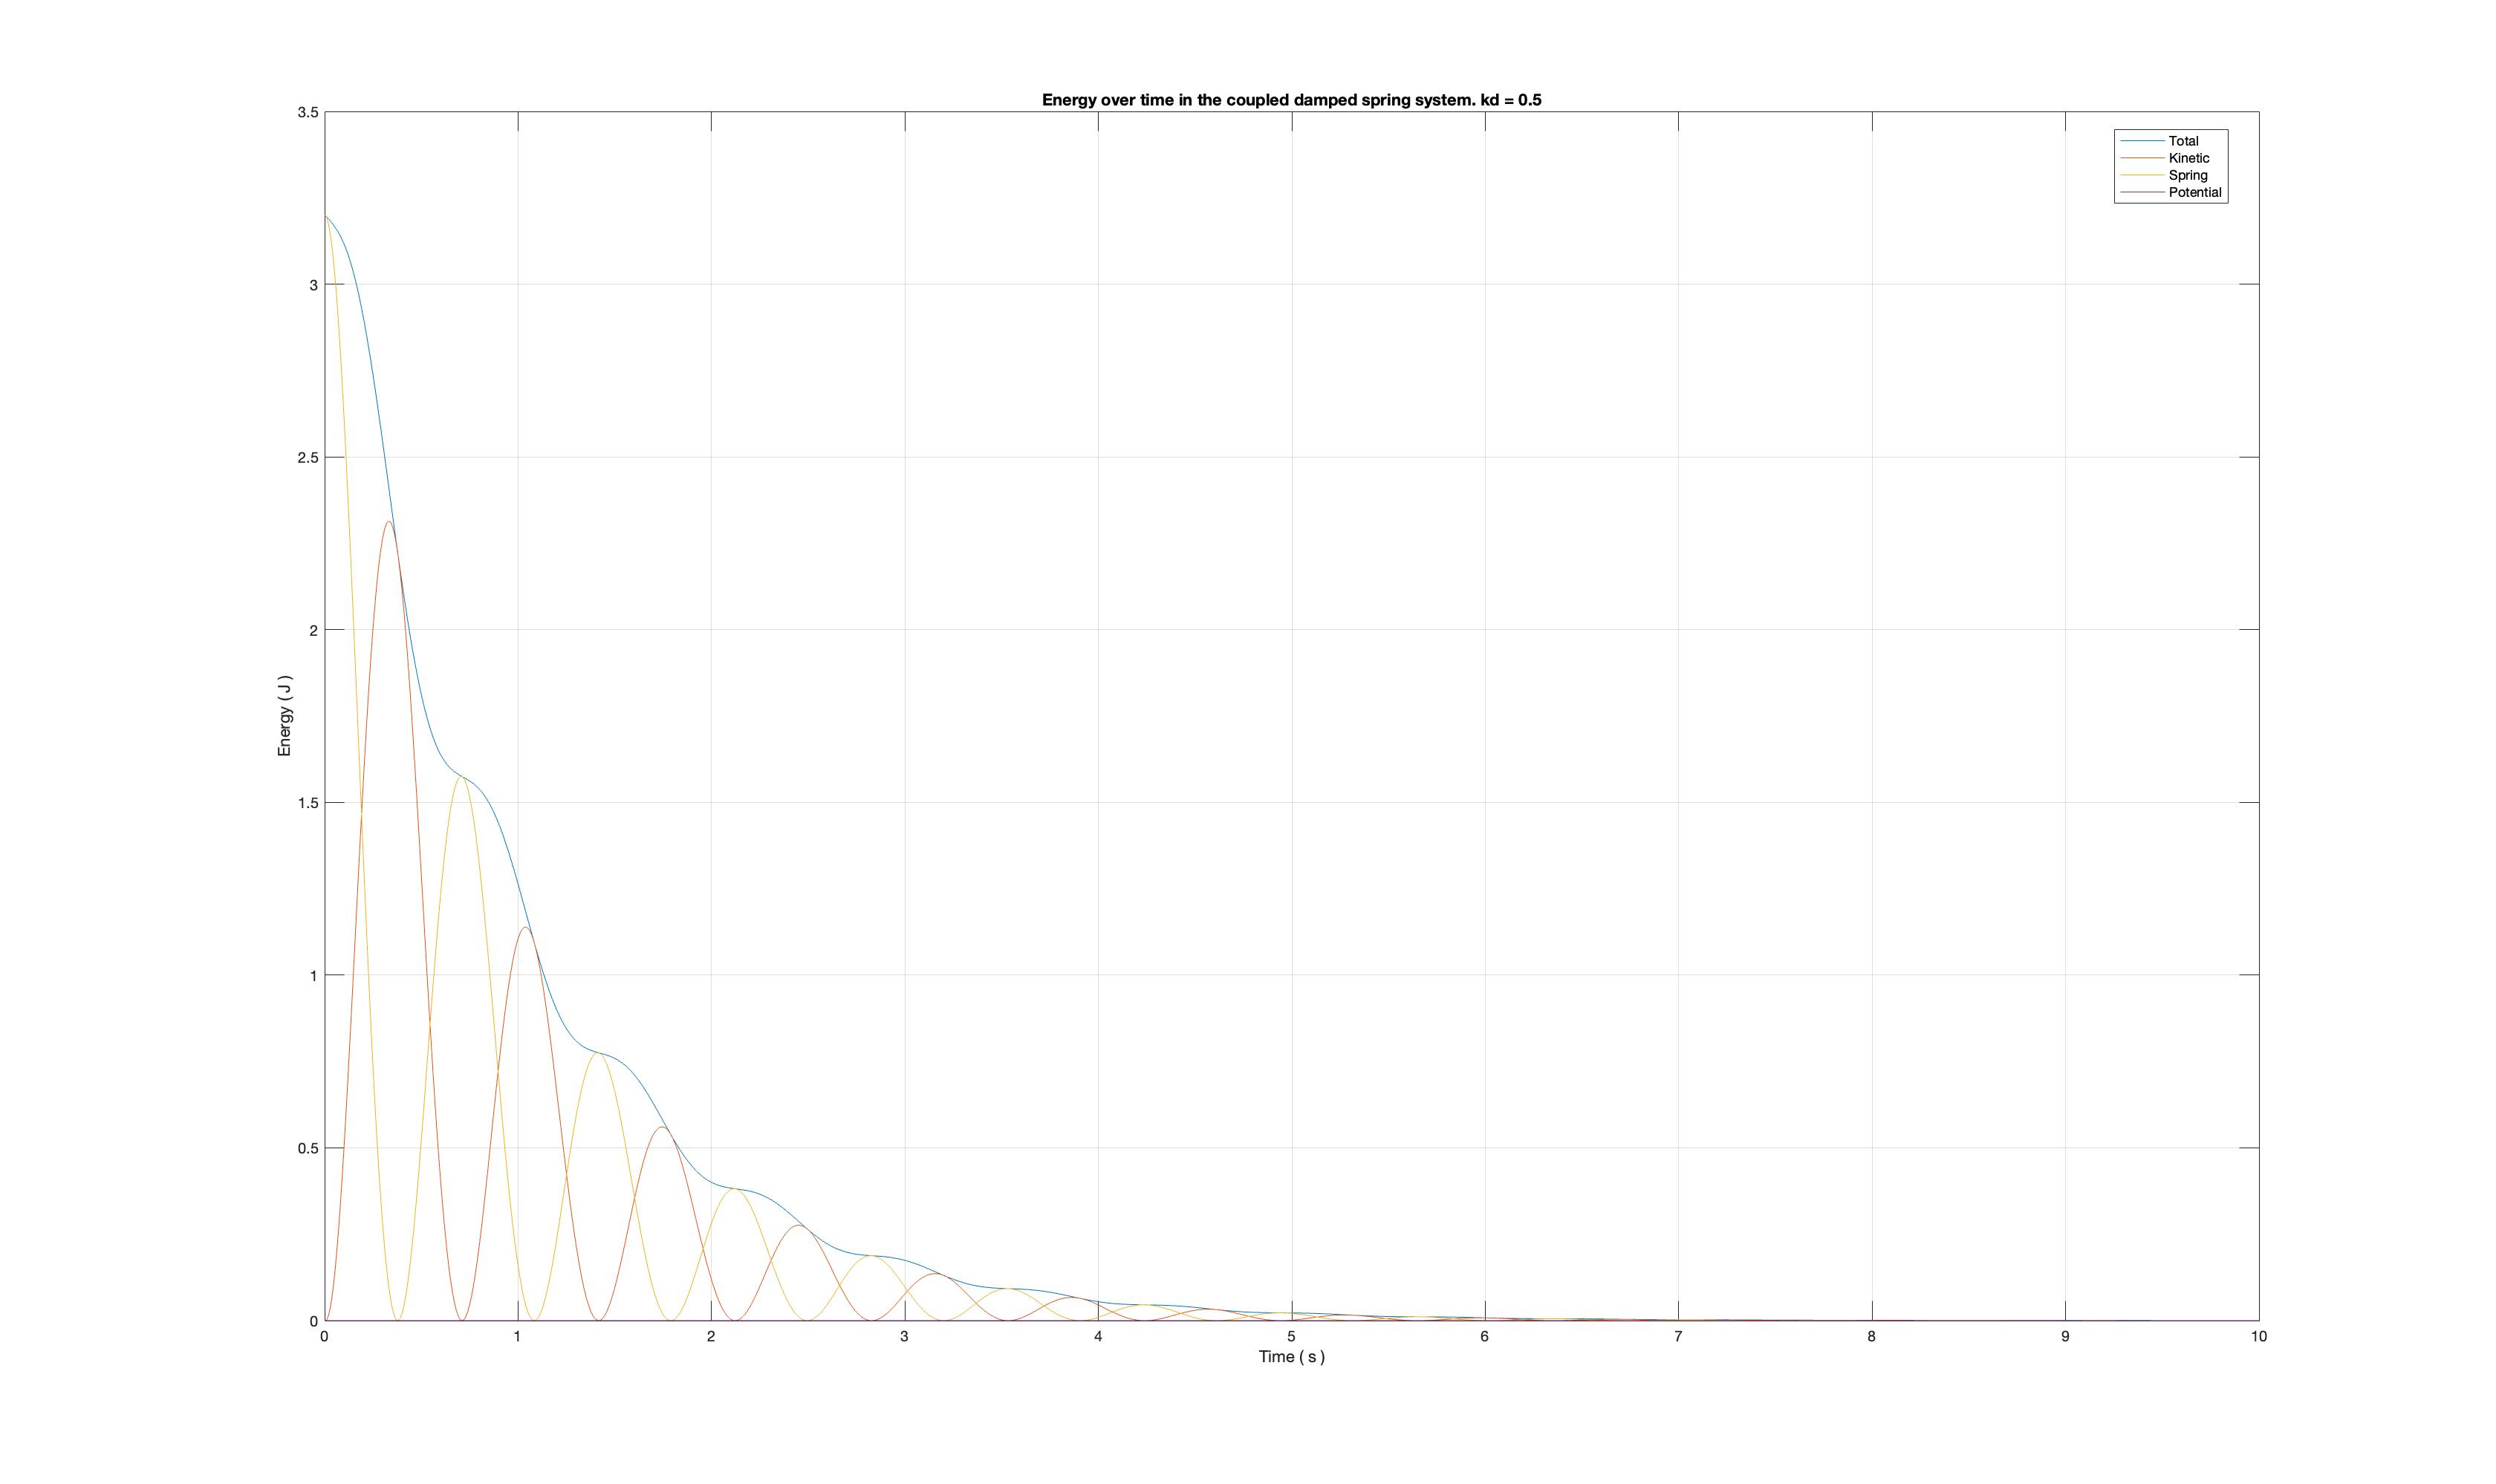 Energy over time in the coupled damped spring system. kd = 0.5
Total
Kinetic
Spring
Potential
3.5
3
2.5
2
1.5
1
0.5
0
Energy ( J )
0 1 2 3 4 5 6 7 8 9 10
Time ( s )